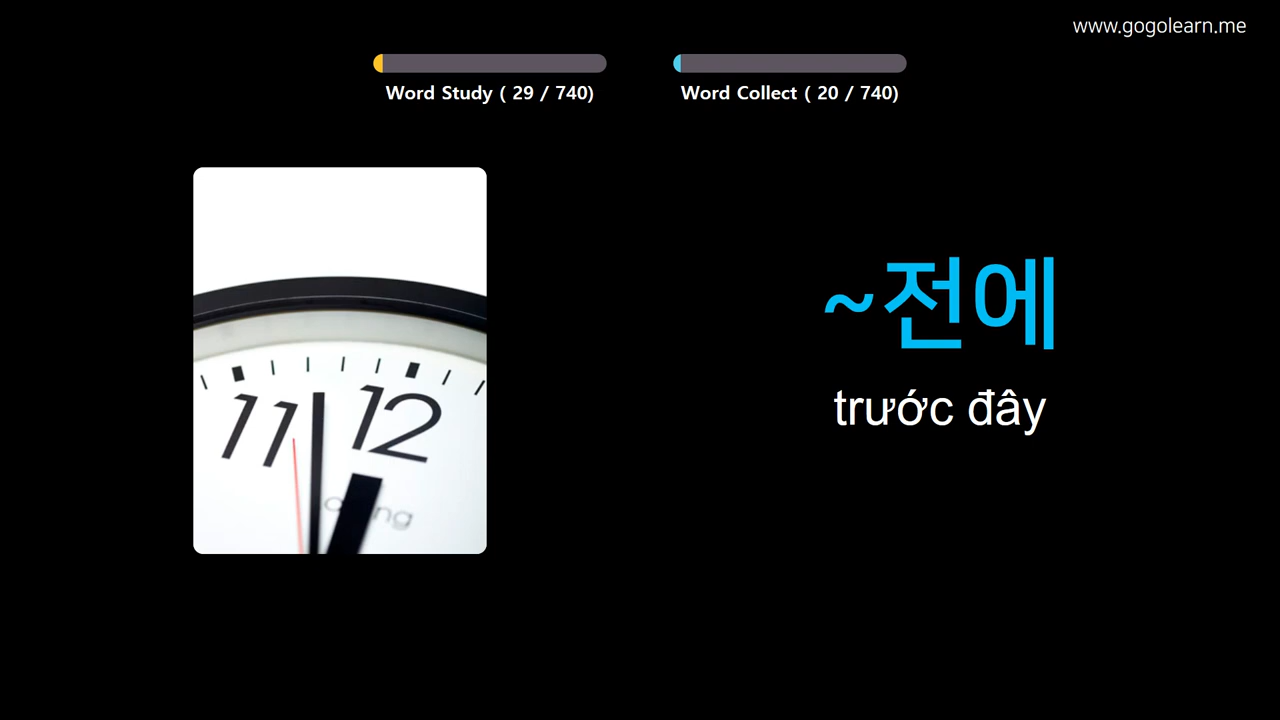 www.gogolearn.me
Word Study ( 29 / 740)
Word Collect ( 20 / 740)
11 12
~전에
trước đây